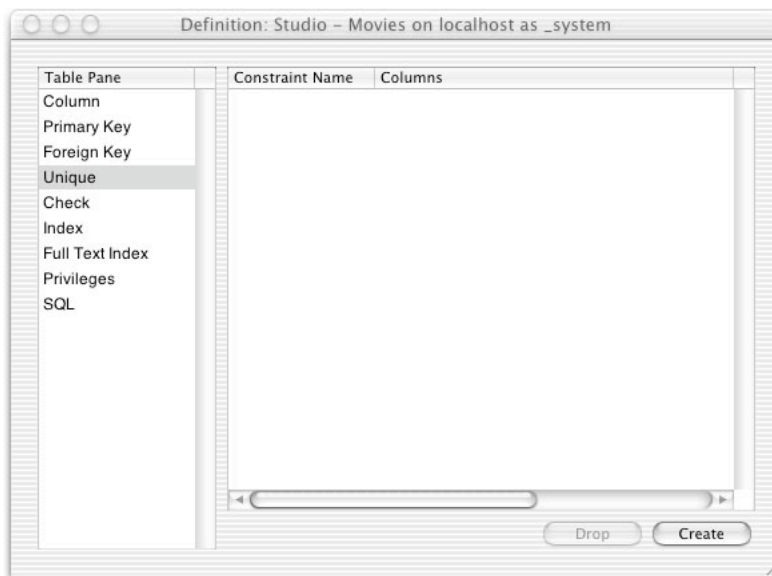 Definition: Studio – Movies on localhost as _system
Table Pane
Column
Primary Key
Foreign Key
Unique
Check
Index
Full Text Index
Privileges
SQL
Constraint Name Columns
Drop Create